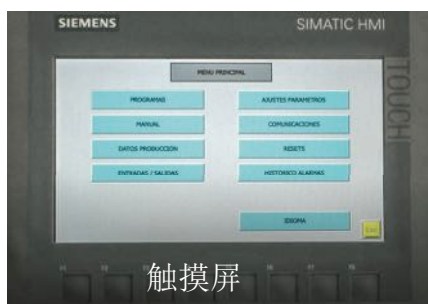 SIEMENS
SIMATIC HMI
TOUCH
MENU PRINCIPAL
PROGRAMAS
AJUSTES PARAMETROS
MANUAL
COMUNICACIONES
DATOS PRODUCCION
RESETS
ENTRADAS / SALIDAS
HISTORICO ALARMAS
IDIOMA
触摸屏